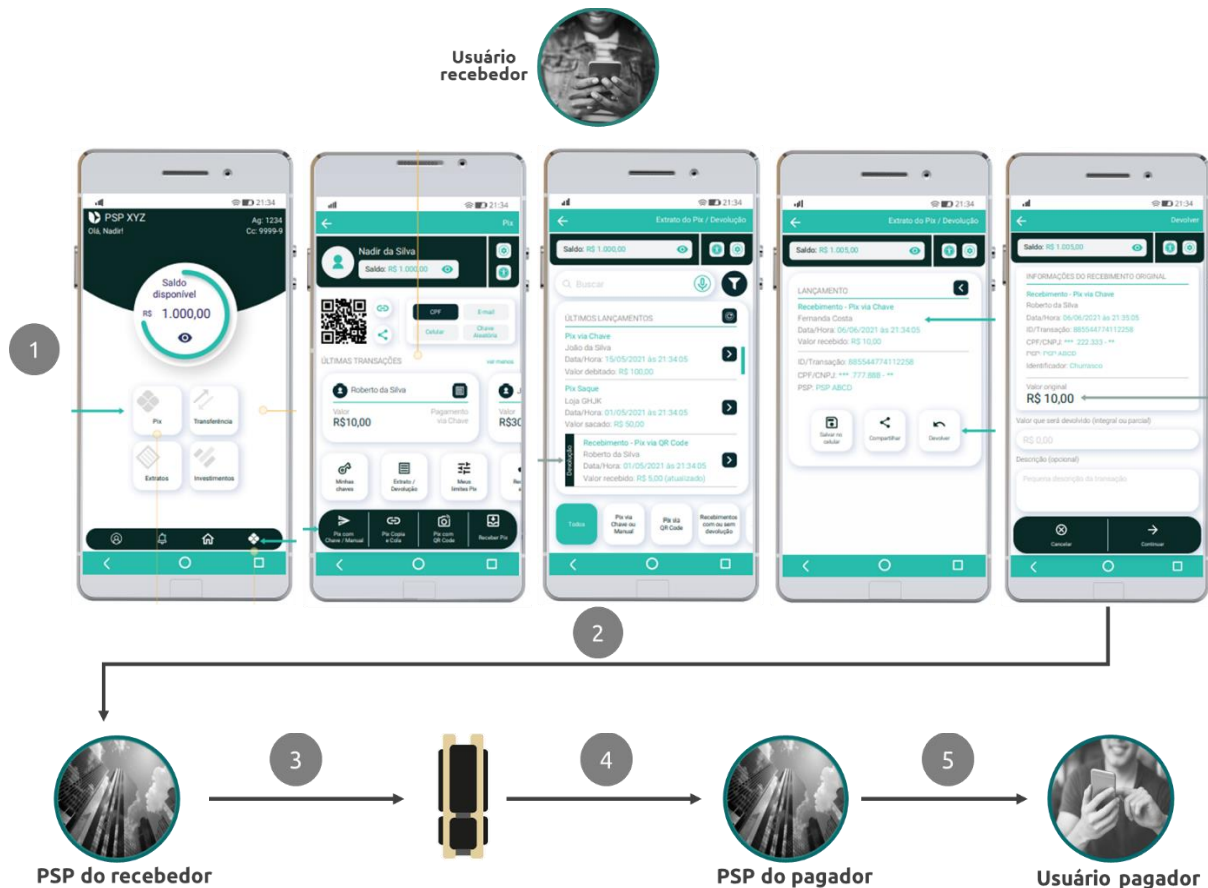 Usuário
recebedor
1
21:34
PSP XYZ
Ag: 1234
Olá, Nadir!
Cc: 9999-9
Saldo
disponível
R$ 1.000,00
Pix
Transferência
Extratos
Investimentos
21:34
Pix
Nadir da Silva
Saldo: R$ 1.000,00
CPF
E-mail
Celular
Chave
Aleatória
ÚLTIMAS TRANSAÇÕES
ver menos
Roberto da Silva
Valor
Pagamento
R$10,00
via Chave
Valor
R$30
Minhas
chaves
Extrato /
Devolução
Meus
limites Pix
Pix com
Chave / Manual
Pix Copia
e Cola
Pix com
QR Code
Receber Pix
21:34
Extrato do Pix / Devolução
Saldo: R$ 1.000,00
Buscar
ÚLTIMOS LANÇAMENTOS
Pix via Chave
João da Silva
Data/Hora: 15/05/2021 às 21:34:05
Valor debitado: R$ 100,00
Pix Saque
Loja GHJK
Data/Hora: 01/05/2021 às 21:34:05
Valor sacado: R$ 50,00
Devolução
Recebimento - Pix via QR Code
Roberto da Silva
Data/Hora: 01/05/2021 às 21:34:05
Valor recebido: R$ 5,00 (atualizado)
Todos
Pix via
Chave ou
Manual
Pix via
QR Code
Recebimentos
com ou sem
devolução
21:34
Extrato do Pix / Devolução
Saldo: R$ 1.005,00
LANÇAMENTO
Recebimento - Pix via Chave
Fernanda Costa
Data/Hora: 06/06/2021 às 21:34:05
Valor recebido: R$ 10,00
ID/Transação: 885544774112258
CPF/CNPJ: *** 777.888 - **
PSP: PSP ABCD
Salvar no
celular
Compartilhar
Devolver
21:34
Devolver
Saldo: R$ 1.005,00
INFORMAÇÕES DO RECEBIMENTO ORIGINAL
Recebimento - Pix via Chave
Roberto da Silva
Data/Hora: 06/06/2021 às 21:35:05
ID/Transação: 885544774112258
CPF/CNPJ: *** 222.333 - **
PSP: PSP ABCD
Identificador: Churrasco
Valor original
R$ 10,00
Valor que será devolvido (integral ou parcial)
R$ 0,00
Descrição (opcional)
Pequena descrição da transação
Cancelar
Continuar
2
3
4
5
PSP do recebedor
PSP do pagador
Usuário pagador